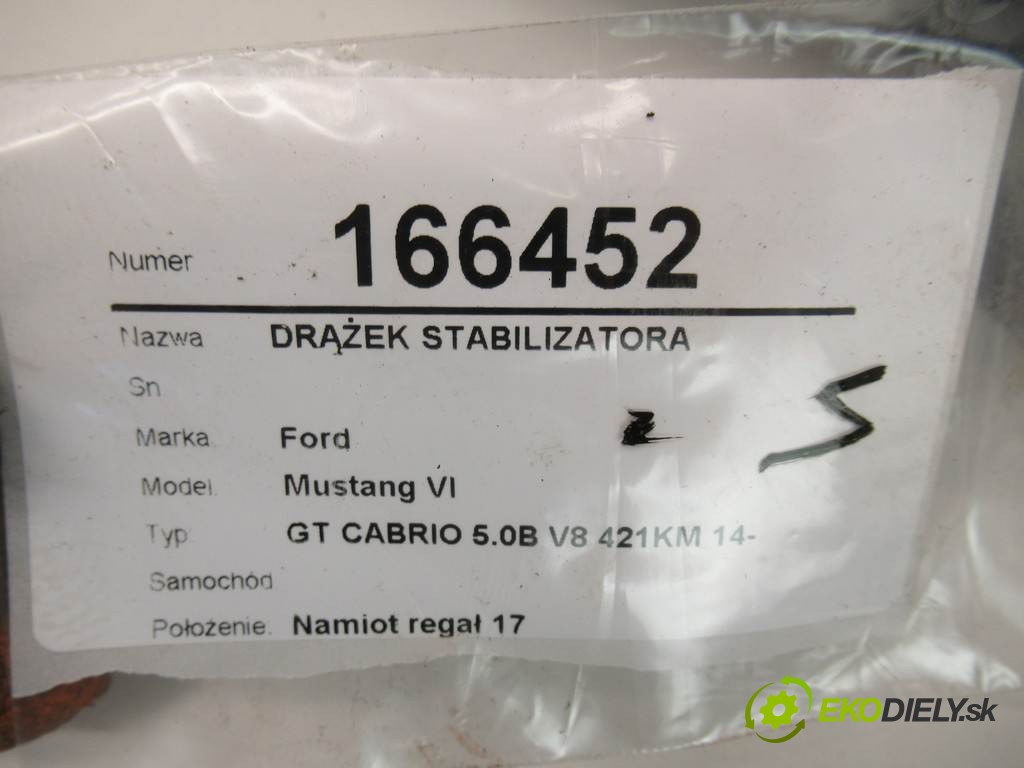 Numer 166452
Nazwa DRĄŻEK STABILIZATORA
Sn
Marka Ford
Model Mustang VI
Typ GT CABRIO 5.0B V8 421KM 14-
Samochód
Położenie. Namiot regał 17
EKODIELY.sk